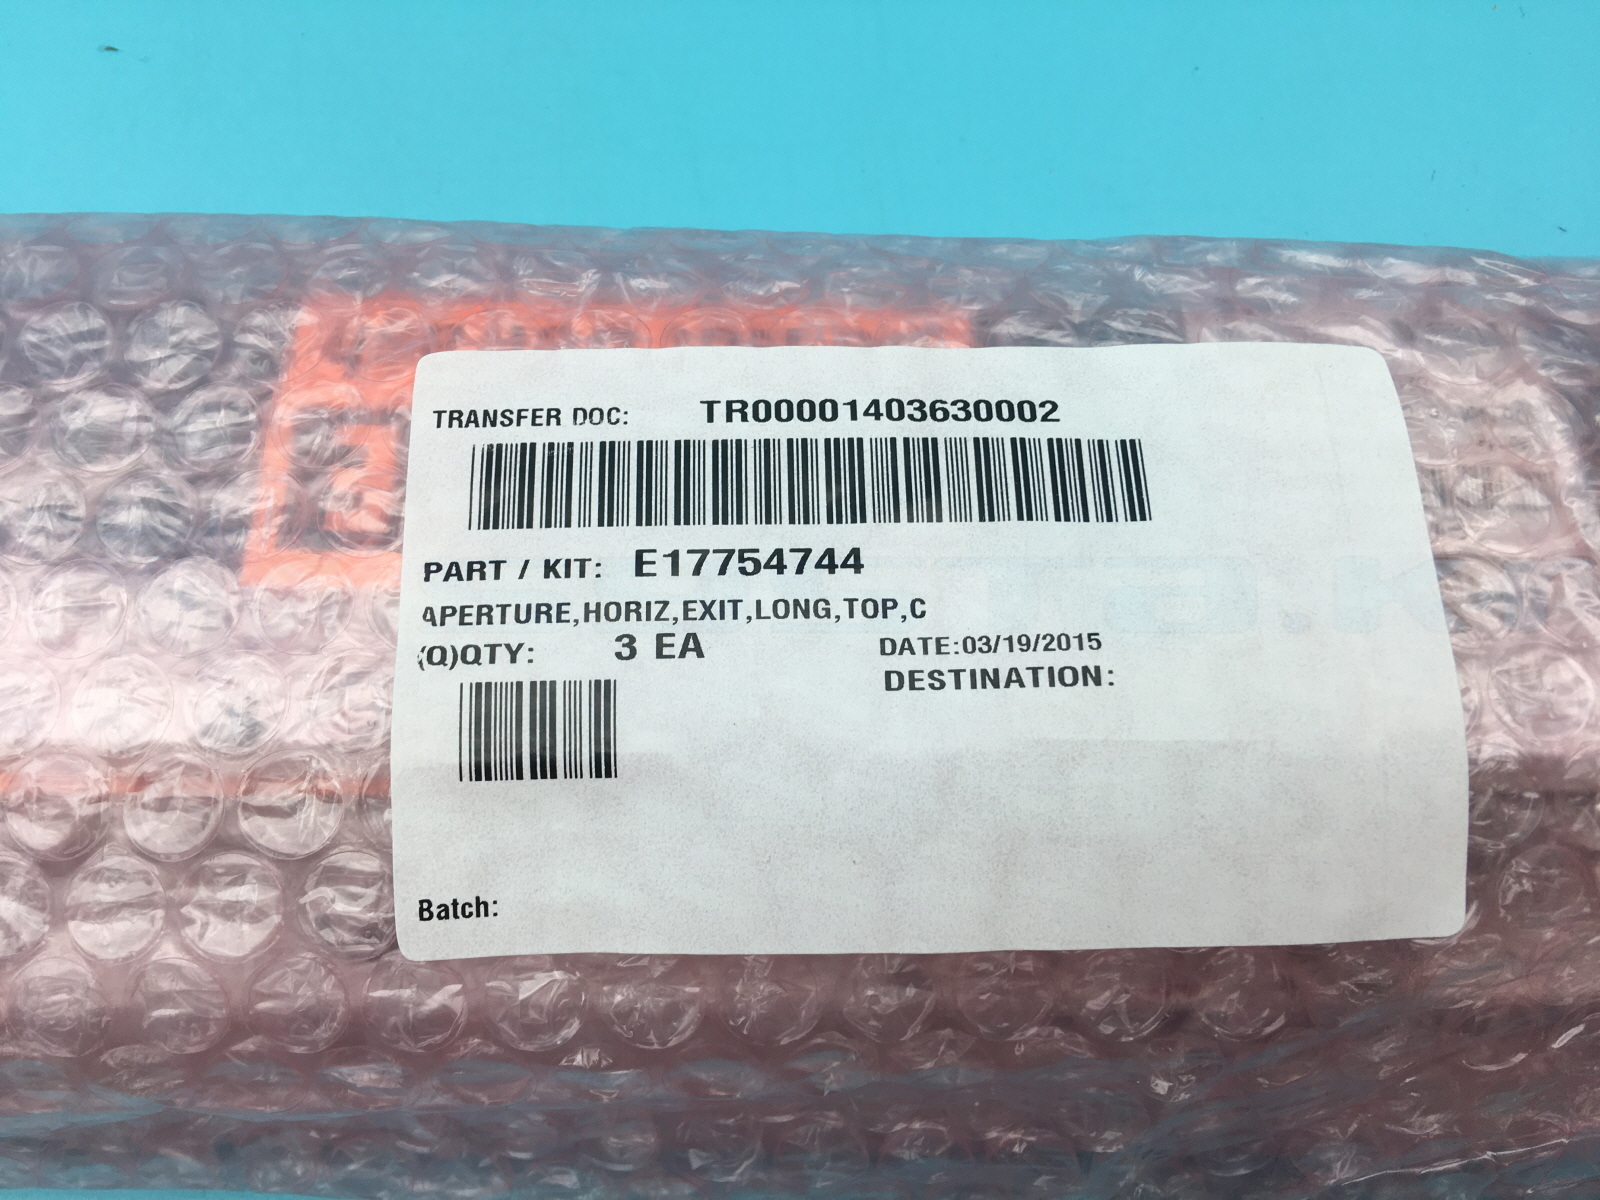 TRANSFER DOC: TR00001403630002
PART / KIT: E17754744
APERTURE,HORIZ,EXIT,LONG,TOP,C
(Q)QTY: 3 EA DATE:03/19/2015
DESTINATION:
Batch: